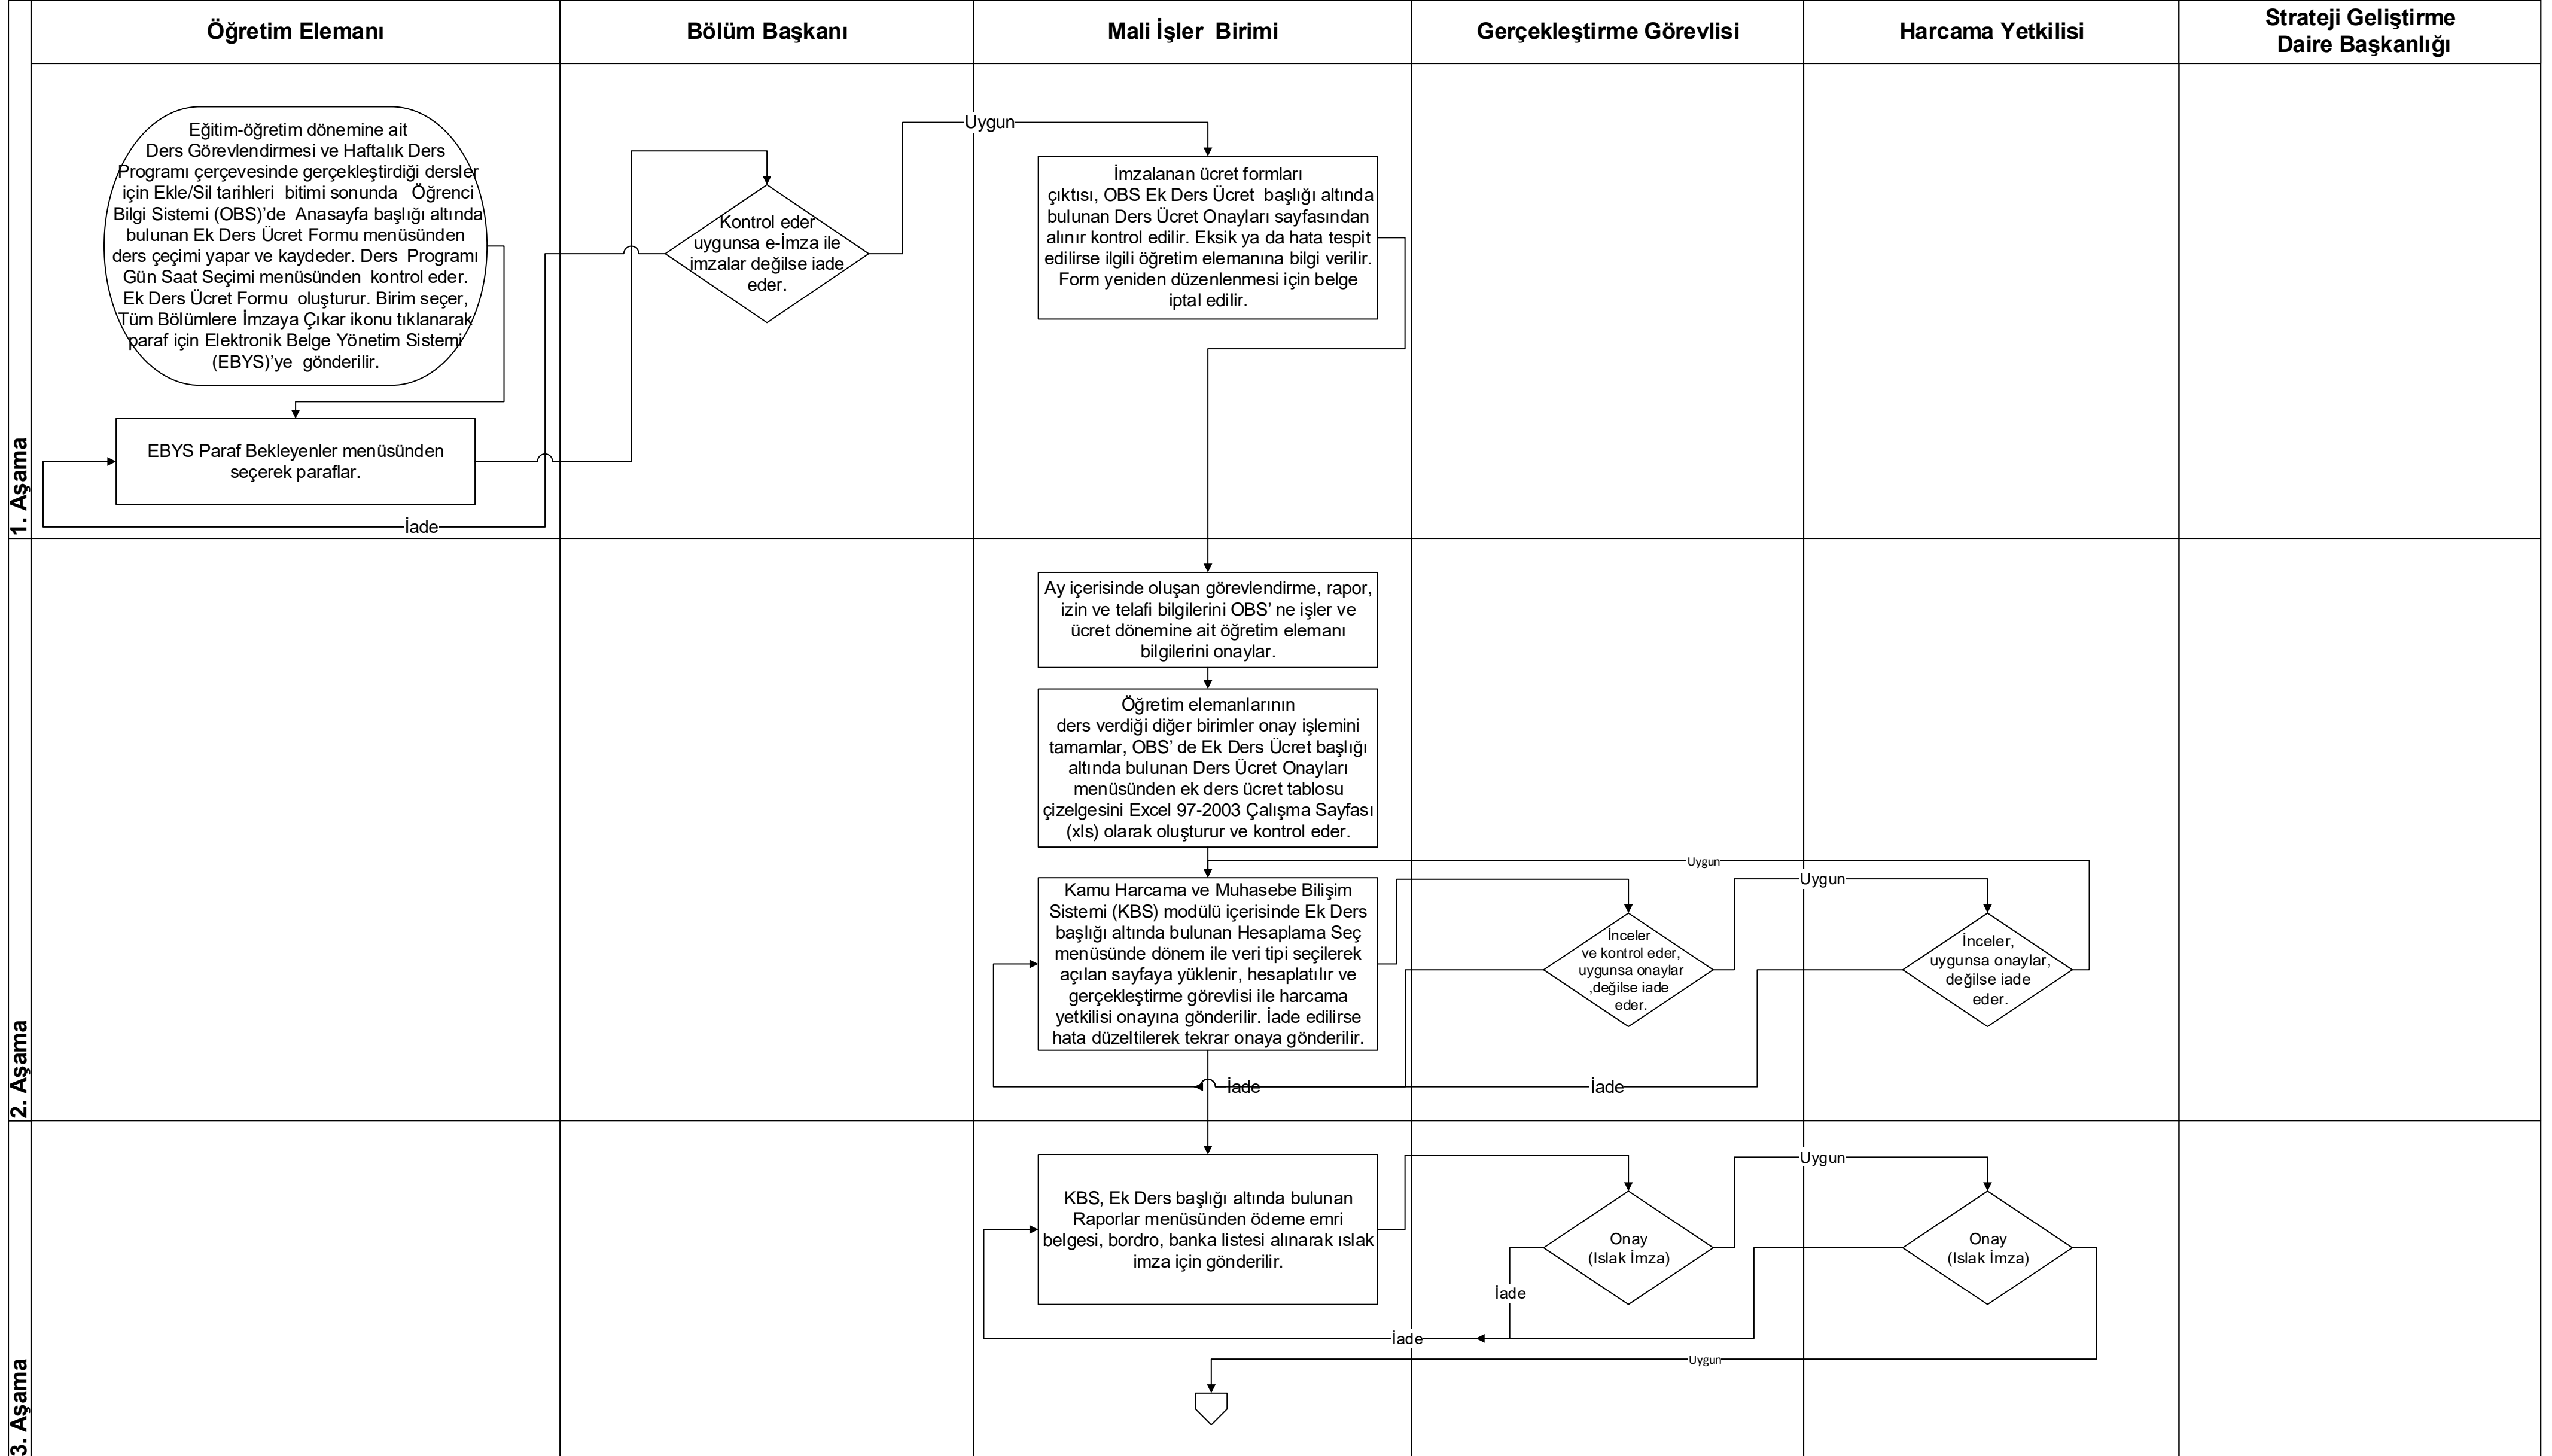 Öğretim Elemanı
Bölüm Başkanı
Mali İşler  Birimi
Gerçekleştirme Görevlisi
Harcama Yetkilisi
Strateji Geliştirme
Daire Başkanlığı
1. Aşama
Eğitim-öğretim dönemine ait
Ders Görevlendirmesi ve Haftalık Ders
Programı çerçevesinde gerçekleştirdiği dersler
için Ekle/Sil tarihleri  bitimi sonunda   Öğrenci
Bilgi Sistemi (OBS)’de  Anasayfa başlığı altında
bulunan Ek Ders Ücret Formu menüsünden
ders çeçimi yapar ve kaydeder. Ders  Programı
Gün Saat Seçimi menüsünden  kontrol eder.
Ek Ders Ücret Formu  oluşturur. Birim seçer,
Tüm Bölümlere İmzaya Çıkar ikonu tıklanarak
paraf için Elektronik Belge Yönetim Sistemi
(EBYS)’ye  gönderilir.
EBYS Paraf Bekleyenler menüsünden
seçerek paraflar.
İade
Kontrol eder
uygunsa e-İmza ile
imzalar değilse iade
eder.
Uygun
İmzalanan ücret formları
çıktısı, OBS Ek Ders Ücret  başlığı altında
bulunan Ders Ücret Onayları sayfasından
alınır kontrol edilir. Eksik ya da hata tespit
edilirse ilgili öğretim elemanına bilgi verilir.
Form yeniden düzenlenmesi için belge
iptal edilir.
2. Aşama
Ay içerisinde oluşan görevlendirme, rapor,
izin ve telafi bilgilerini OBS’ ne işler ve
ücret dönemine ait öğretim elemanı
bilgilerini onaylar.
Öğretim elemanlarının
ders verdiği diğer birimler onay işlemini
tamamlar, OBS’ de Ek Ders Ücret başlığı
altında bulunan Ders Ücret Onayları
menüsünden ek ders ücret tablosu
çizelgesini Excel 97-2003 Çalışma Sayfası
(xls) olarak oluşturur ve kontrol eder.
Uygun
Kamu Harcama ve Muhasebe Bilişim
Sistemi (KBS) modülü içerisinde Ek Ders
başlığı altında bulunan Hesaplama Seç
menüsünde dönem ile veri tipi seçilerek
açılan sayfaya yüklenir, hesaplatılır ve
gerçekleştirme görevlisi ile harcama
yetkilisi onayına gönderilir. İade edilirse
hata düzeltilerek tekrar onaya gönderilir.
İnceler
ve kontrol eder,
uygunsa onaylar
,değilse iade
eder.
Uygun
İnceler,
uygunsa onaylar,
değilse iade
eder.
İade
İade
3. Aşama
KBS, Ek Ders başlığı altında bulunan
Raporlar menüsünden ödeme emri
belgesi, bordro, banka listesi alınarak ıslak
imza için gönderilir.
Onay
(Islak İmza)
Uygun
Onay
(Islak İmza)
İade
İade
Uygun